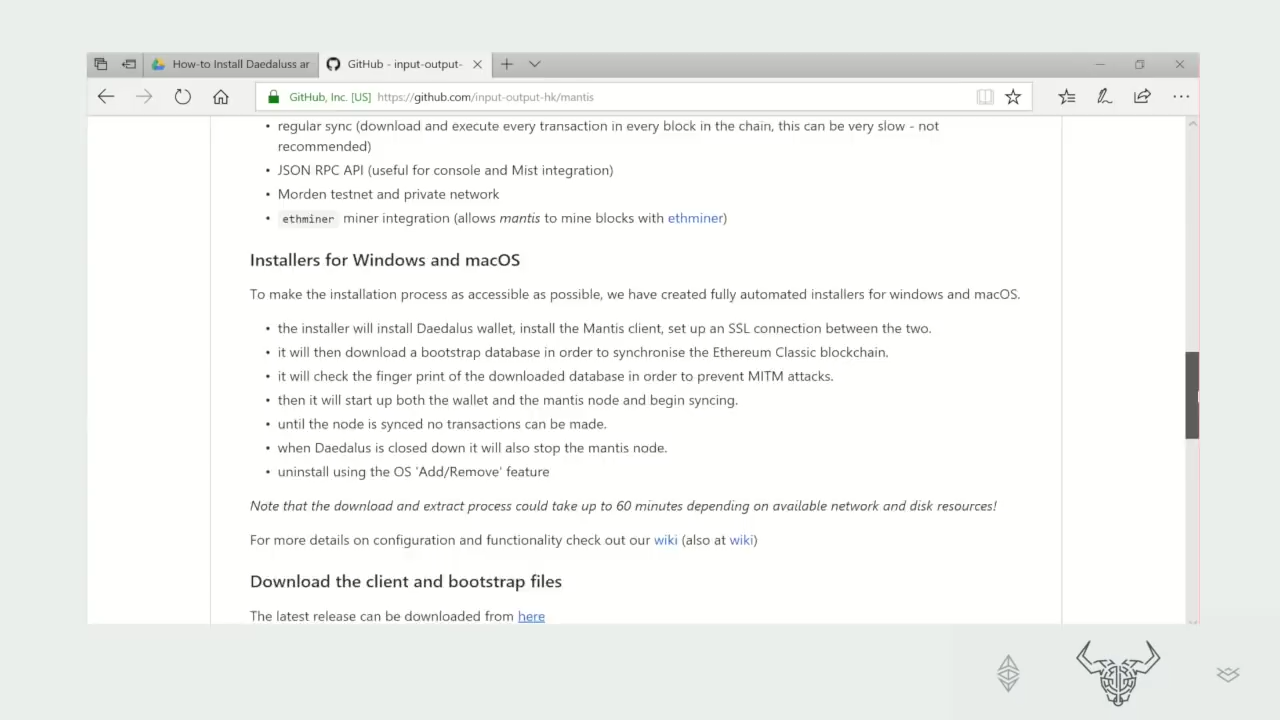 How-to Install Daedaluss ar
GitHub - input-output-
GitHub, Inc. [US] https://github.com/input-output-hk/mantis
• regular sync (download and execute every transaction in every block in the chain, this can be very slow - not
recommended)
• JSON RPC API (useful for console and Mist integration)
• Morden testnet and private network
• ethminer miner integration (allows mantis to mine blocks with ethminer)
Installers for Windows and macOS
To make the installation process as accessible as possible, we have created fully automated installers for windows and macOS.
• the installer will install Daedalus wallet, install the Mantis client, set up an SSL connection between the two.
• it will then download a bootstrap database in order to synchronise the Ethereum Classic blockchain.
• it will check the finger print of the downloaded database in order to prevent MITM attacks.
• then it will start up both the wallet and the mantis node and begin syncing.
• until the node is synced no transactions can be made.
• when Daedalus is closed down it will also stop the mantis node.
• uninstall using the OS 'Add/Remove' feature
Note that the download and extract process could take up to 60 minutes depending on available network and disk resources!
For more details on configuration and functionality check out our wiki (also at wiki)
Download the client and bootstrap files
The latest release can be downloaded from here